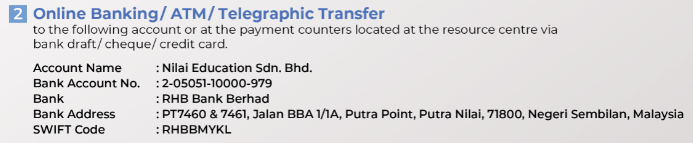 2 Online Banking/ ATM/ Telegraphic Transfer
to the following account or at the payment counters located at the resource centre via
bank draft/ cheque/ credit card.
Account Name : Nilai Education Sdn. Bhd.
Bank Account No. : 2-05051-10000-979
Bank : RHB Bank Berhad
Bank Address : PT7460 & 7461, Jalan BBA 1/1A, Putra Point, Putra Nilai, 71800, Negeri Sembilan, Malaysia
SWIFT Code : RHBBMYKL